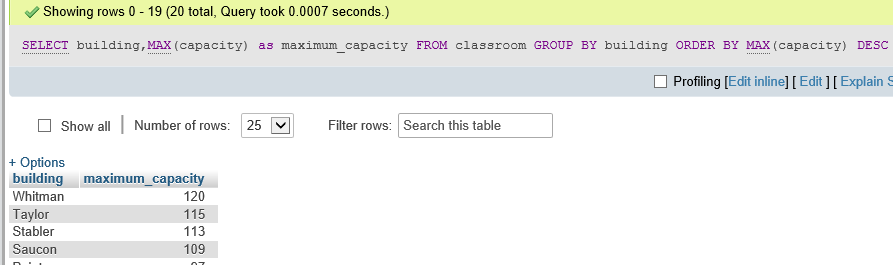 Showing rows 0 - 19 (20 total, Query took 0.0007 seconds.)
SELECT building,MAX(capacity) as maximum_capacity FROM classroom GROUP BY building ORDER BY MAX(capacity) DESC
Profiling [Edit inline] [ Edit ] [ Explain S
Show all | Number of rows: 25 Filter rows: Search this table
+ Options
building maximum_capacity
Whitman 120
Taylor 115
Stabler 113
Saucon 109